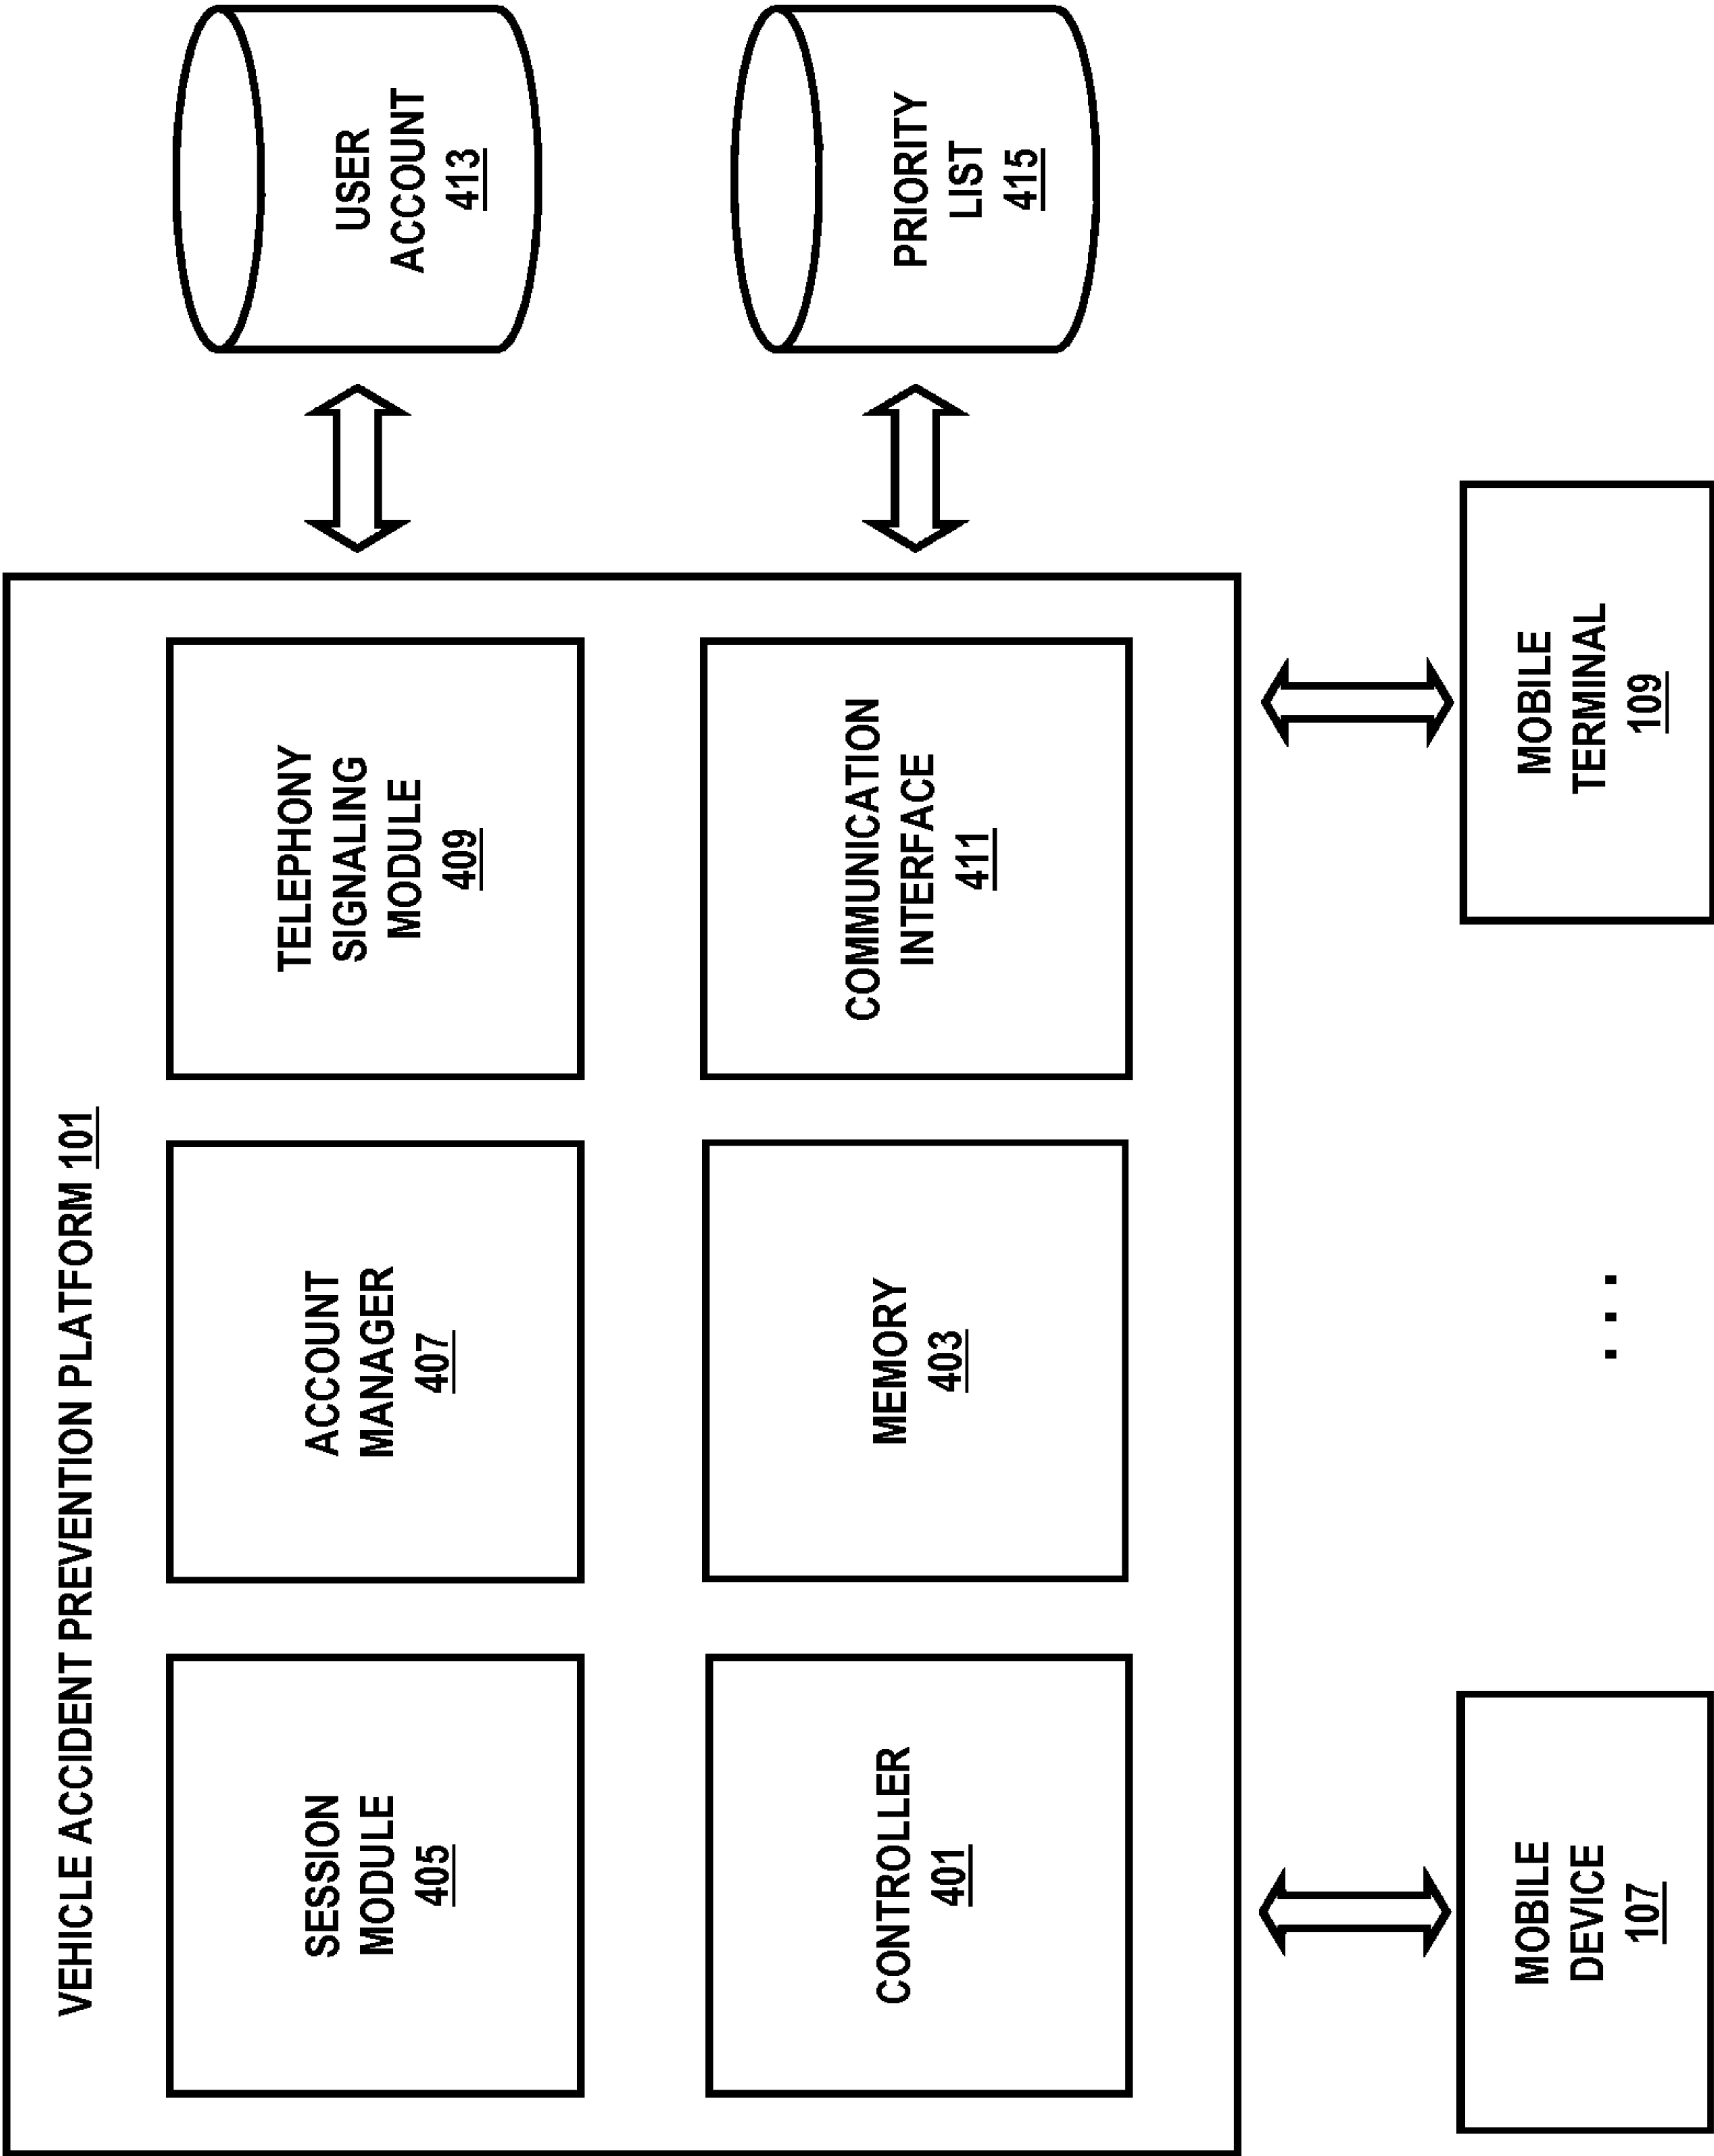 VEHICLE ACCIDENT PREVENTION PLATFORM 101
SESSION
MODULE
405
ACCOUNT
MANAGER
407
TELEPHONY
SIGNALING
MODULE
409
USER
ACCOUNT
413
CONTROLLER
401
MEMORY
403
COMMUNICATION
INTERFACE
411
PRIORITY
LIST
415
MOBILE
DEVICE
107
. . .
MOBILE
TERMINAL
109